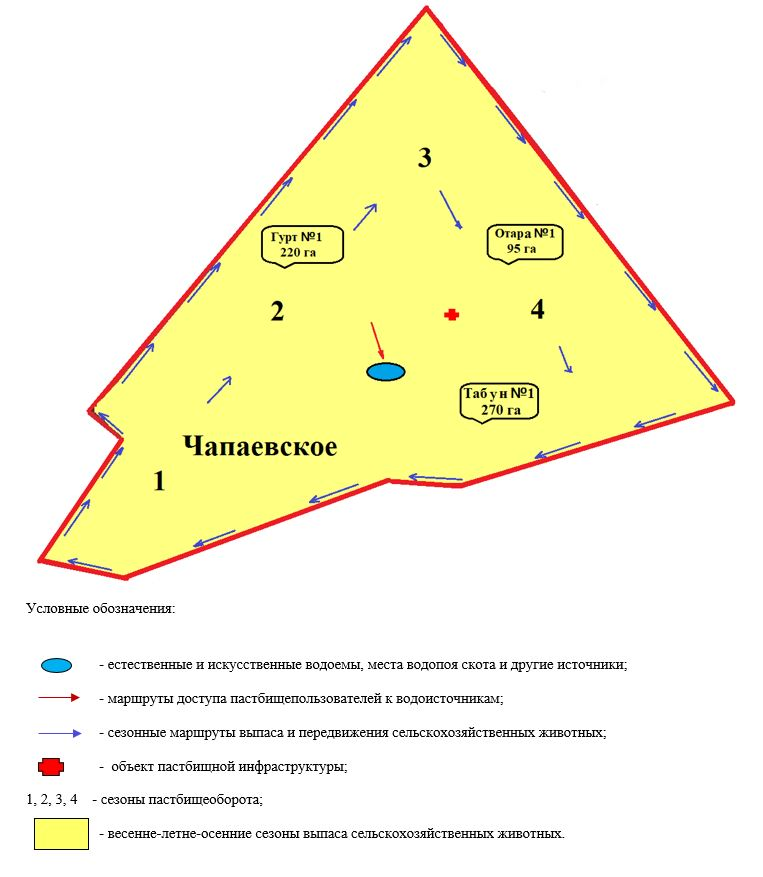 3
Гурт №1
220 га
Отара №1
95 га
2
4
Табун №1
270 га
Чапаевское
1
Условные обозначения:
- естественные и искусственные водоемы, места водопоя скота и другие источники;
- маршруты доступа пастбищепользователей к водоисточникам;
- сезонные маршруты выпаса и передвижения сельскохозяйственных животных;
- объект пастбищной инфраструктуры;
1, 2, 3, 4 - сезоны пастбищеоборота;
- весенне-летне-осенние сезоны выпаса сельскохозяйственных животных.